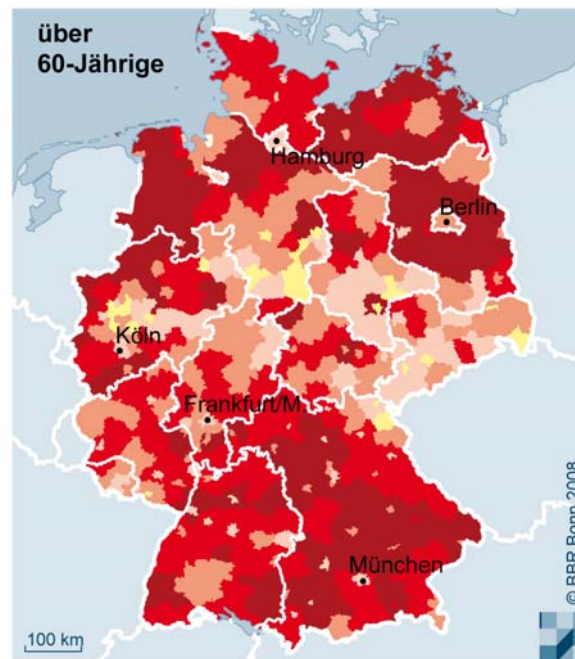 über
60-Jährige
Hamburg
Berlin
Köln
Frankfurt/M.
München
100 km
© BBR Bonn 2008